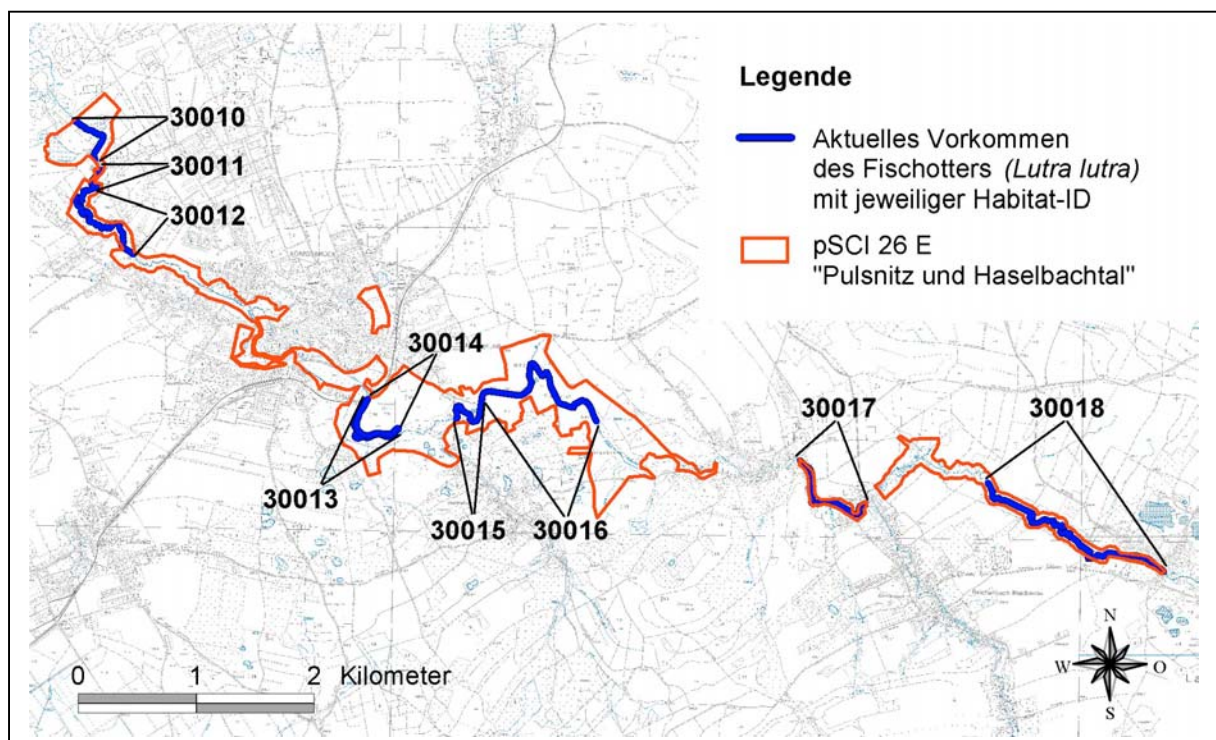 Legende
Aktuelles Vorkommen
des Fischotters (Lutra lutra)
mit jeweiliger Habitat-ID
pSCI 26 E
"Pulsnitz und Haselbachtal"
30010
30011
30012
30014
30013
30015
30016
30017
30018
0 1 2 Kilometer
N
W O
S